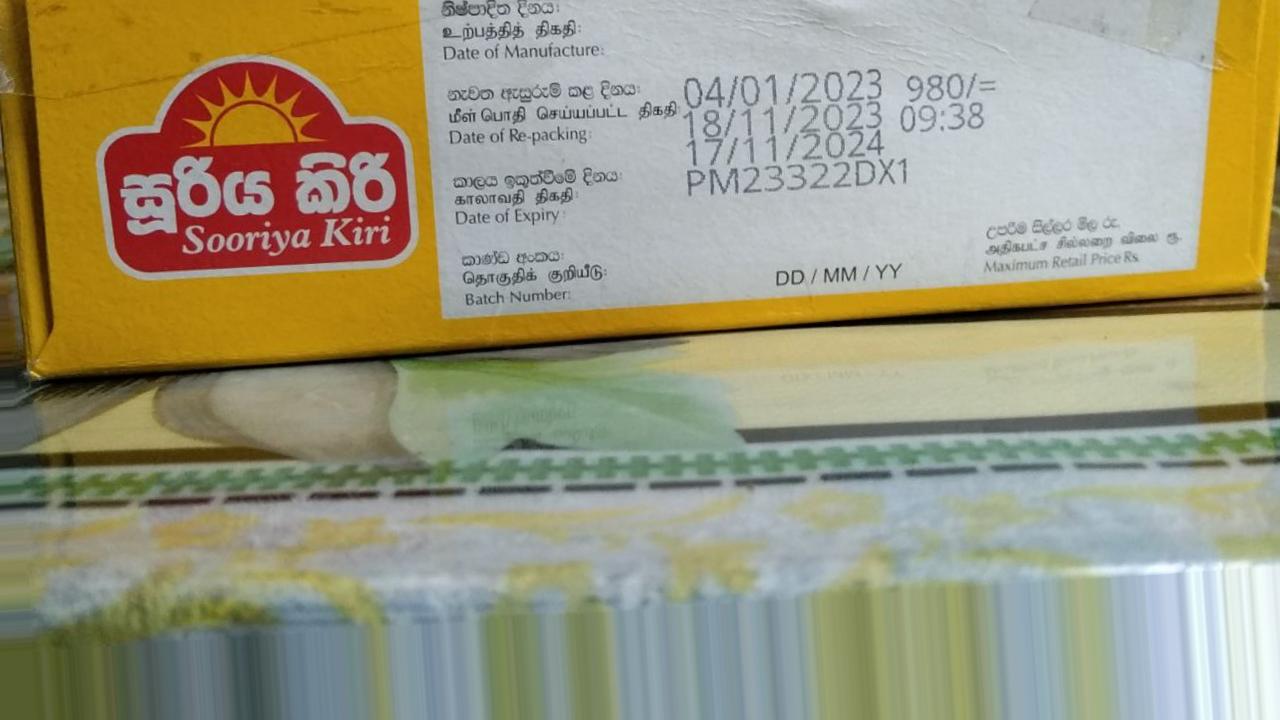 සූරිය කිරි
Sooriya Kiri
නිෂ්පාදිත දිනය:
உற்பத்தித் திகதி:
Date of Manufacture:
නැවත ඇසුරුම් කළ දිනය:
மீள் பொதி செய்யப்பட்ட திகதி:
Date of Re-packing:
කාලය ඉකුත්වීමේ දිනය:
காலாவதி திகதி:
Date of Expiry:
කාණ්ඩ අංකය:
தொகுதிக் குறியீடு:
Batch Number:
04/01/2023 980/=
18/11/2023 09:38
17/11/2024
PM23322DX1
DD / MM / YY
උපරිම සිල්ලර මිල රු.
அதிகபட்ச சில்லறை விலை ரூ.
Maximum Retail Price Rs.